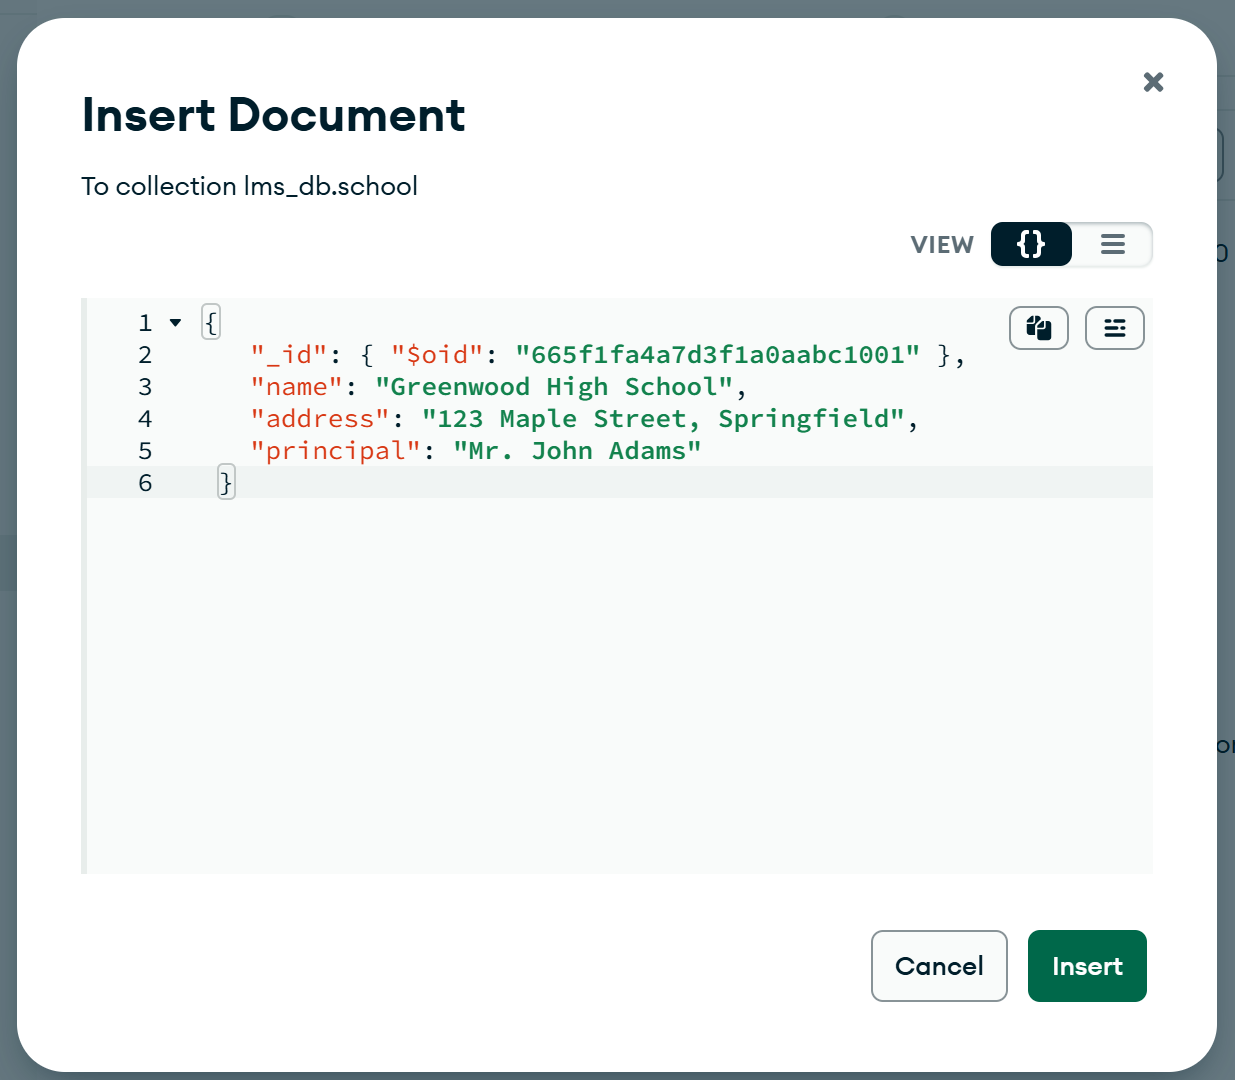 Insert Document
To collection lms_db.school
VIEW {} 
1 {
2 "_id": { "$oid": "665f1fa4a7d3f1a0aabc1001" },
3 "name": "Greenwood High School",
4 "address": "123 Maple Street, Springfield",
5 "principal": "Mr. John Adams"
6 }
Cancel Insert